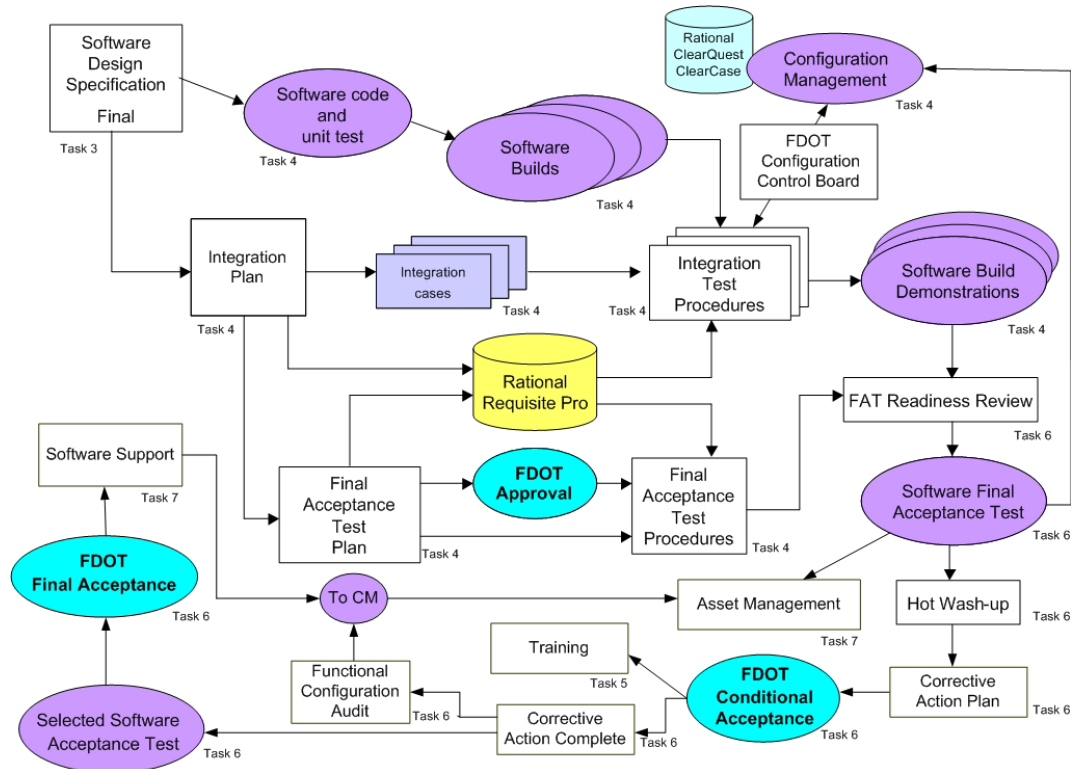 Software
Design
Specification
Final
Task 3
Software code
and
unit test
Task 4
Software
Builds
Task 4
Rational
ClearQuest
ClearCase
Configuration
Management
Task 4
FDOT
Configuration
Control Board
Integration
Plan
Task 4
Integration
cases
Task 4
Integration
Test
Procedures
Task 4
Software Build
Demonstrations
Task 4
Rational
Requisite Pro
FAT Readiness Review
Task 6
Software Support
Task 7
Final
Acceptance
Test
Plan
Task 4
FDOT
Approval
Final
Acceptance
Test
Procedures
Task 4
Software Final
Acceptance Test
Task 6
FDOT
Final Acceptance
Task 6
To CM
Asset Management
Task 7
Hot Wash-up
Task 6
Functional
Configuration
Audit
Task 6
Training
Task 5
FDOT
Conditional
Acceptance
Task 6
Corrective
Action Plan
Task 6
Selected Software
Acceptance Test
Task 6
Corrective
Action Complete
Task 6